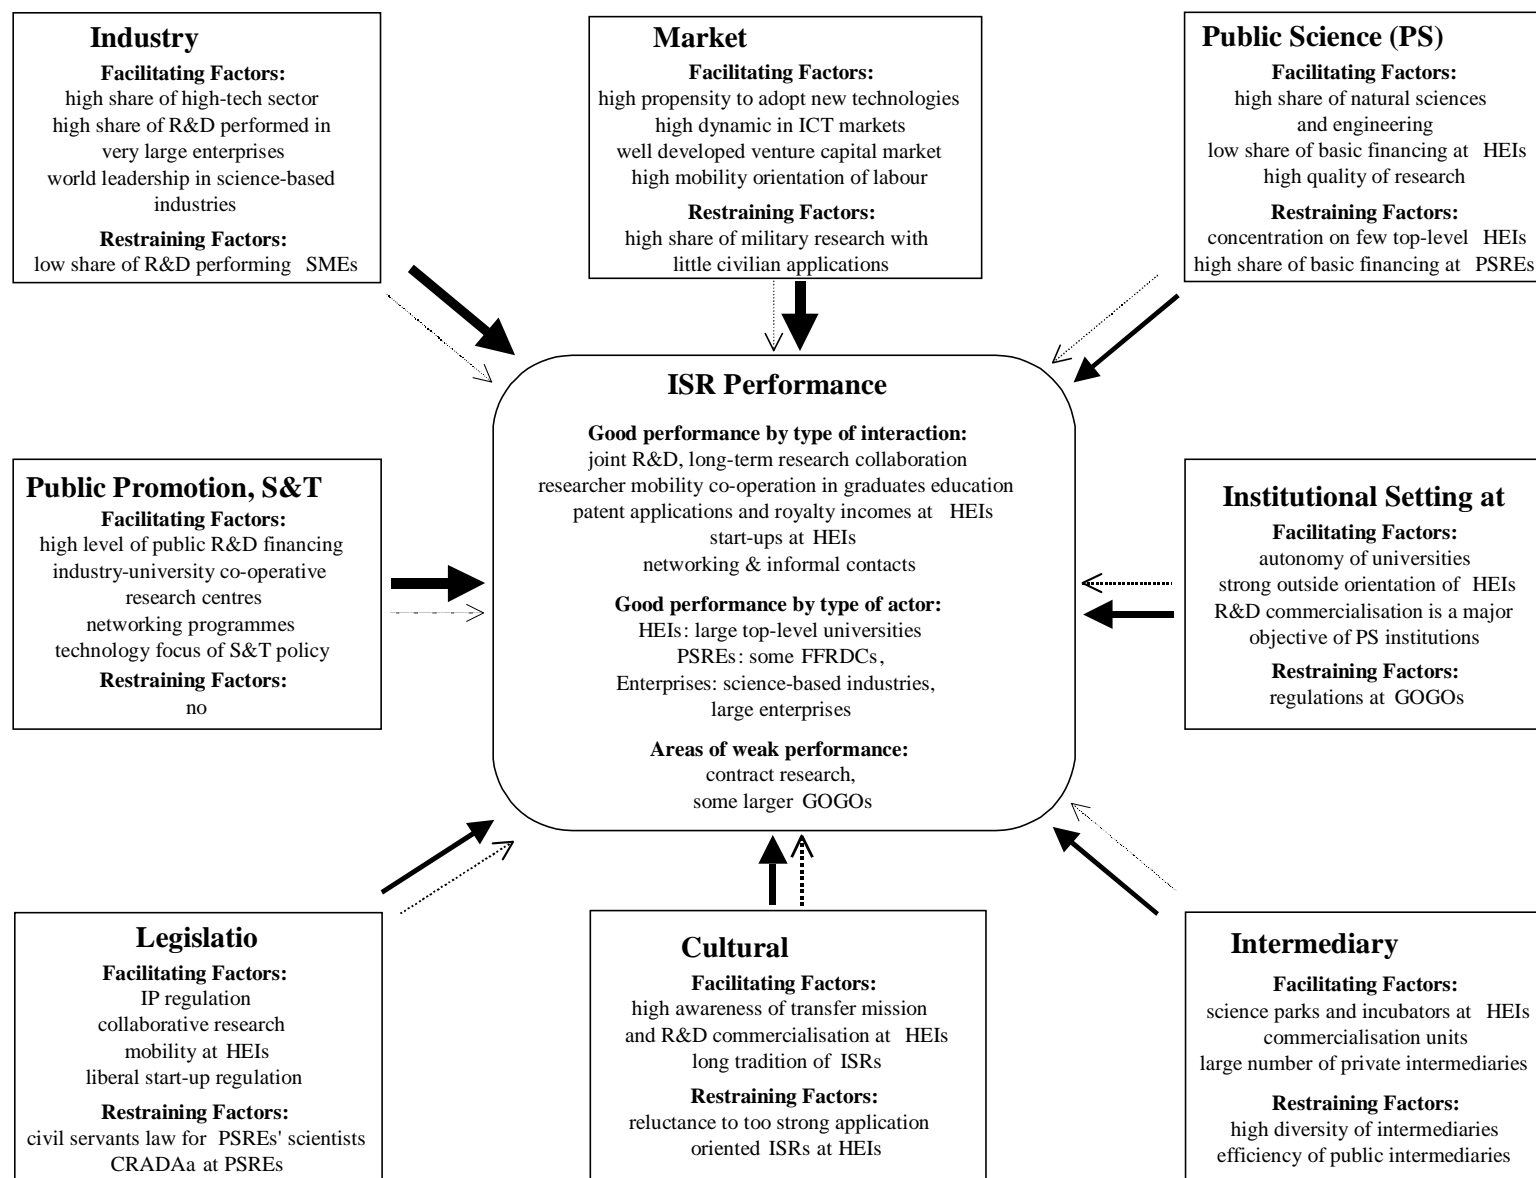 Industry
Facilitating Factors:
high share of high-tech sector
high share of R&D performed in
very large enterprises
world leadership in science-based
industries
Restraining Factors:
low share of R&D performing SMEs
Market
Facilitating Factors:
high propensity to adopt new technologies
high dynamic in ICT markets
well developed venture capital market
high mobility orientation of labour
Restraining Factors:
high share of military research with
little civilian applications
Public Science (PS)
Facilitating Factors:
high share of natural sciences
and engineering
low share of basic financing at HEIs
high quality of research
Restraining Factors:
concentration on few top-level HEIs
high share of basic financing at PSREs
Public Promotion, S&T
Facilitating Factors:
high level of public R&D financing
industry-university co-operative
research centres
networking programmes
technology focus of S&T policy
Restraining Factors:
no
ISR Performance
Good performance by type of interaction:
joint R&D, long-term research collaboration
researcher mobility co-operation in graduates education
patent applications and royalty incomes at HEIs
start-ups at HEIs
networking & informal contacts
Good performance by type of actor:
HEIs: large top-level universities
PSREs: some FFRDCs,
Enterprises: science-based industries,
large enterprises
Areas of weak performance:
contract research,
some larger GOGOs
Institutional Setting at
Facilitating Factors:
autonomy of universities
strong outside orientation of HEIs
R&D commercialisation is a major
objective of PS institutions
Restraining Factors:
regulations at GOGOs
Legislatio
Facilitating Factors:
IP regulation
collaborative research
mobility at HEIs
liberal start-up regulation
Restraining Factors:
civil servants law for PSREs' scientists
CRADAa at PSREs
Cultural
Facilitating Factors:
high awareness of transfer mission
and R&D commercialisation at HEIs
long tradition of ISRs
Restraining Factors:
reluctance to too strong application
oriented ISRs at HEIs
Intermediary
Facilitating Factors:
science parks and incubators at HEIs
commercialisation units
large number of private intermediaries
Restraining Factors:
high diversity of intermediaries
efficiency of public intermediaries